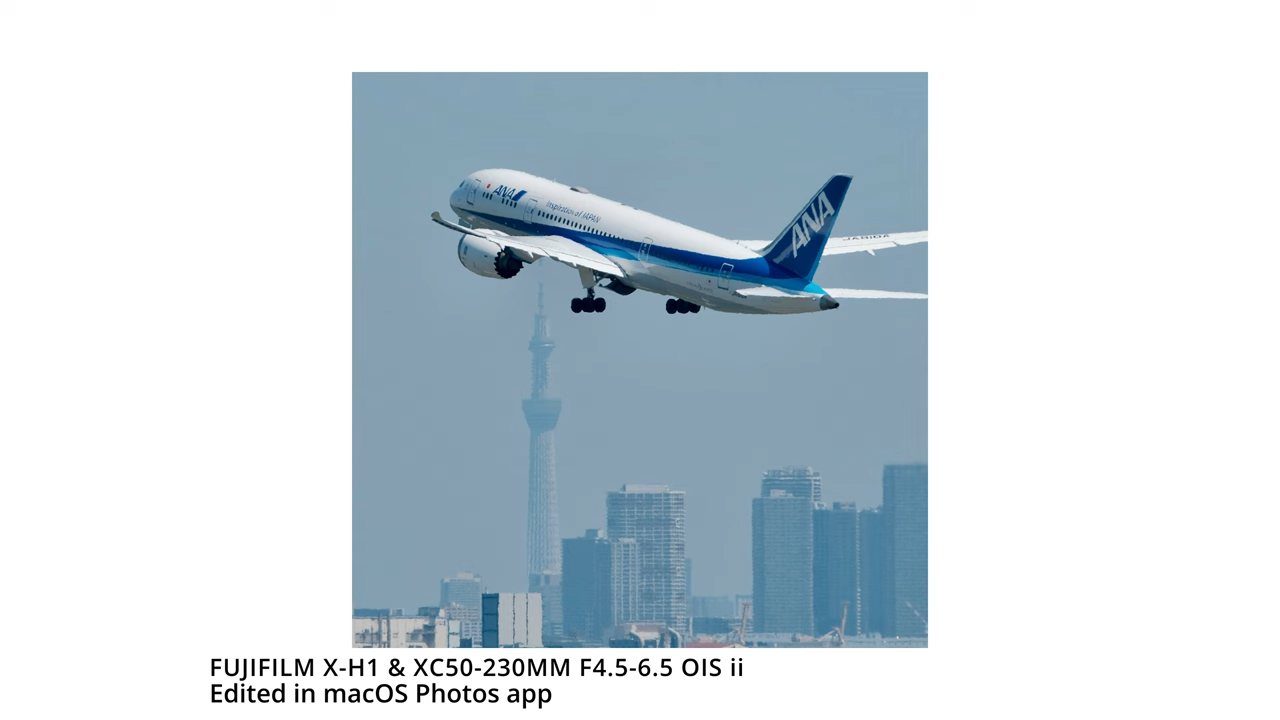 ANA
Inspiration of JAPAN
ANA
FUJIFILM X-H1 & XC50-230MM F4.5-6.5 OIS ii
Edited in macOS Photos app